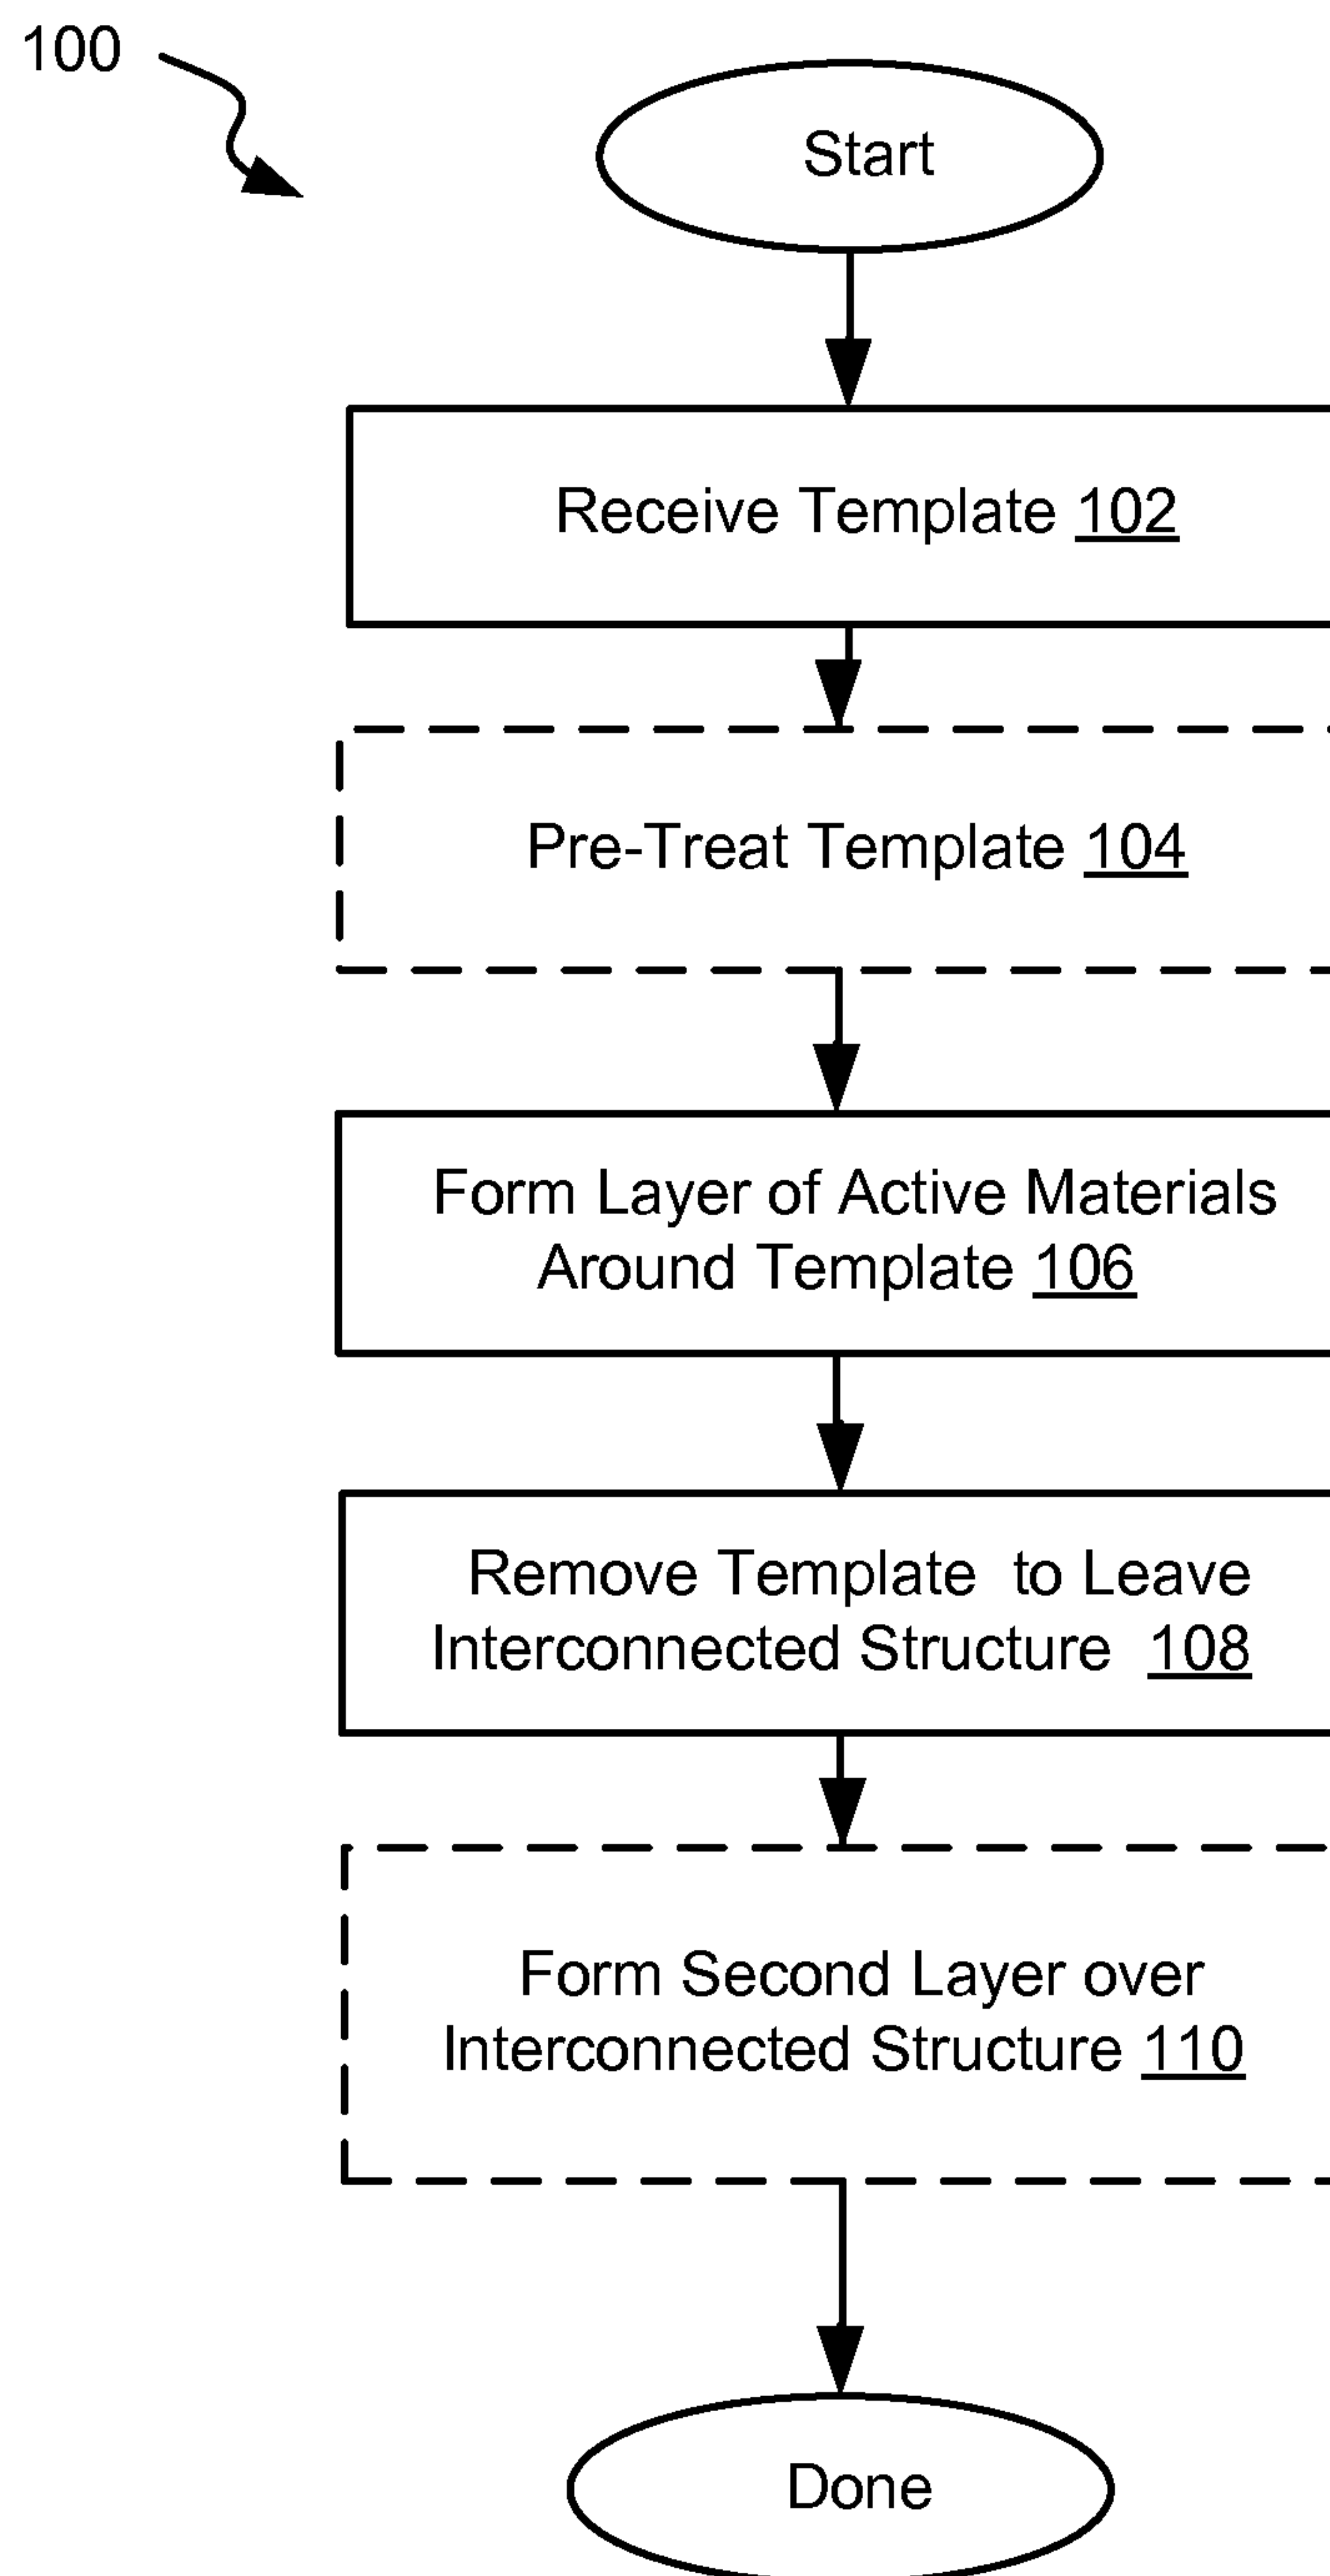 100
Start
Receive Template 102
Pre-Treat Template 104
Form Layer of Active Materials
Around Template 106
Remove Template to Leave
Interconnected Structure 108
Form Second Layer over
Interconnected Structure 110
Done